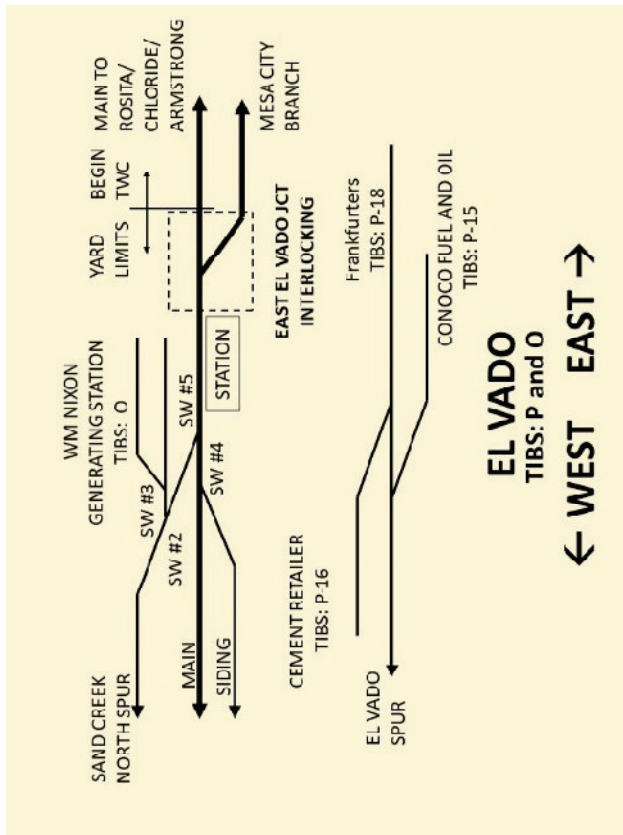 MAIN TO
ROSITA/
CHLORIDE/
ARMSTRONG
MESA CITY
BRANCH
YARD
LIMITS
BEGIN
TWC
EAST EL VADO JCT
INTERLOCKING
STATION
WM NIXON
GENERATING STATION
TIBS: O
SW #3
SW #2
SW #5
SW #4
SAND CREEK
NORTH SPUR
MAIN
SIDING
Frankfurters
TIBS: P-18
CONOCO FUEL AND OIL
TIBS: P-15
CEMENT RETAILER
TIBS: P-16
EL VADO
SPUR
EL VADO
TIBS: P and O
← WEST EAST →